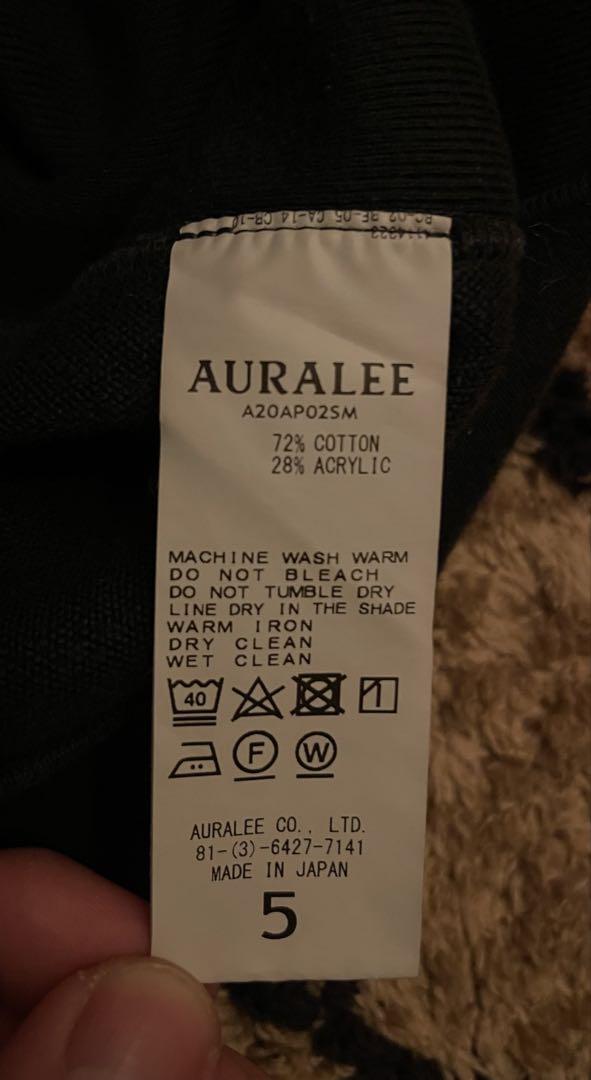 AURALEE
A20AP02SM
72% COTTON
28% ACRYLIC
MACHINE WASH WARM
DO NOT BLEACH
DO NOT TUMBLE DRY
LINE DRY IN THE SHADE
WARM IRON
DRY CLEAN
WET CLEAN
40
F W
AURALEE CO., LTD.
81-(3)-6427-7141
MADE IN JAPAN
5